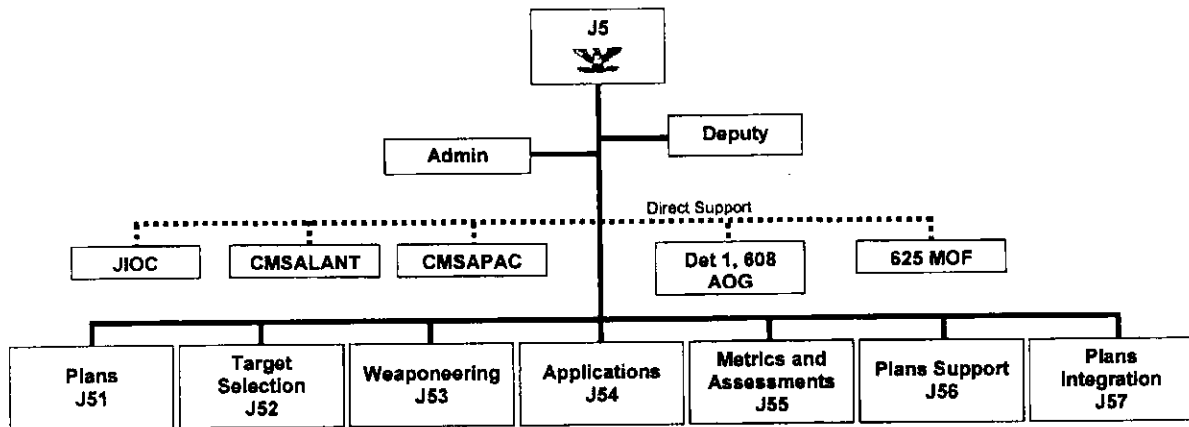 J5
Deputy
Admin
Direct Support
JIOC
CMSALANT
CMSAPAC
Det 1, 608
AOG
625 MOF
Plans
J51
Target
Selection
J52
Weaponeering
J53
Applications
J54
Metrics and
Assessments
J55
Plans Support
J56
Plans
Integration
J57